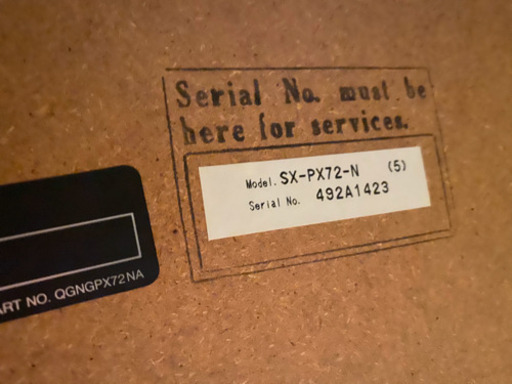 Serial No. must be
here for services.
Model. SX-PX72-N (5)
Serial No. 492A1423
ART NO. QGNGPX72NA